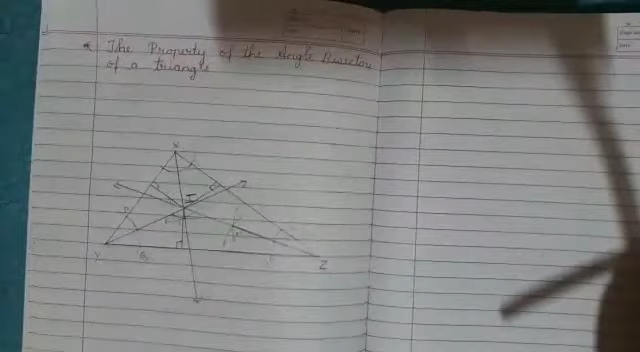 * The Property of the Angle Bisector
of a triangle
X
I
Y
Z